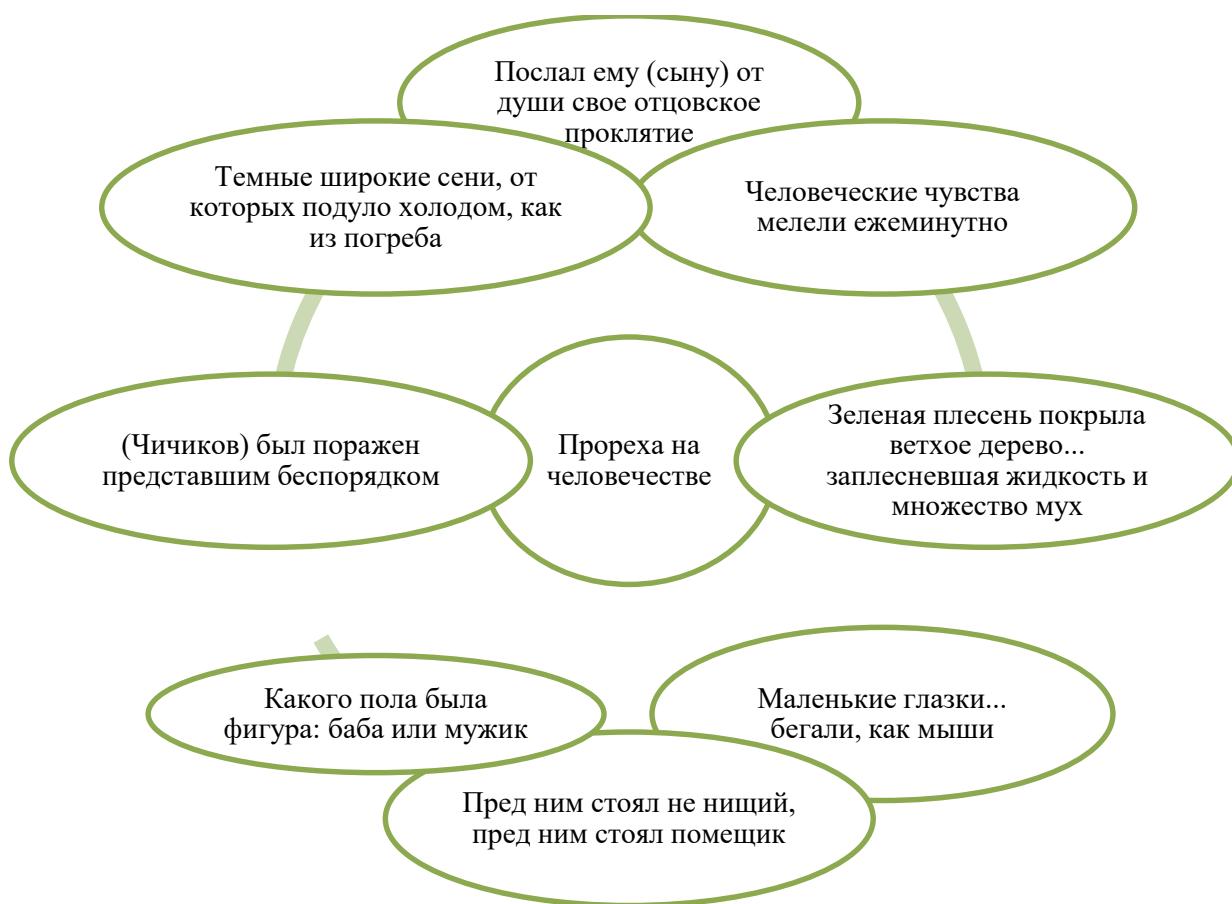 Послал ему (сыну) от
души свое отцовское
проклятие
Темные широкие сени, от
которых подуло холодом, как
из погреба
Человеческие чувства
мелели ежеминутно
(Чичиков) был поражен
представшим беспорядком
Прореха на
человечестве
Зеленая плесень покрыла
ветхое дерево...
заплесневшая жидкость и
множество мух
Какого пола была
фигура: баба или мужик
Маленькие глазки...
бегали, как мыши
Пред ним стоял не нищий,
пред ним стоял помещик